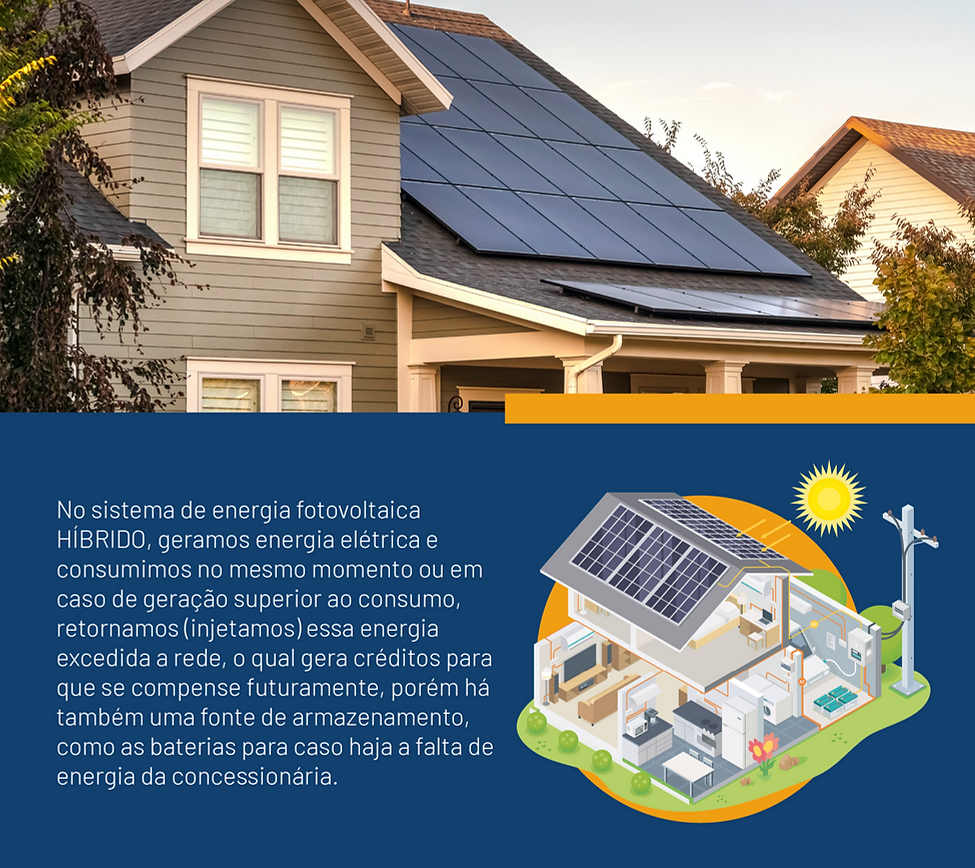 No sistema de energia fotovoltaica
HÍBRIDO, geramos energia elétrica e
consumimos no mesmo momento ou em
caso de geração superior ao consumo,
retornamos (injetamos) essa energia
excedida a rede, o qual gera créditos para
que se compense futuramente, porém há
também uma fonte de armazenamento,
como as baterias para caso haja a falta de
energia da concessionária.